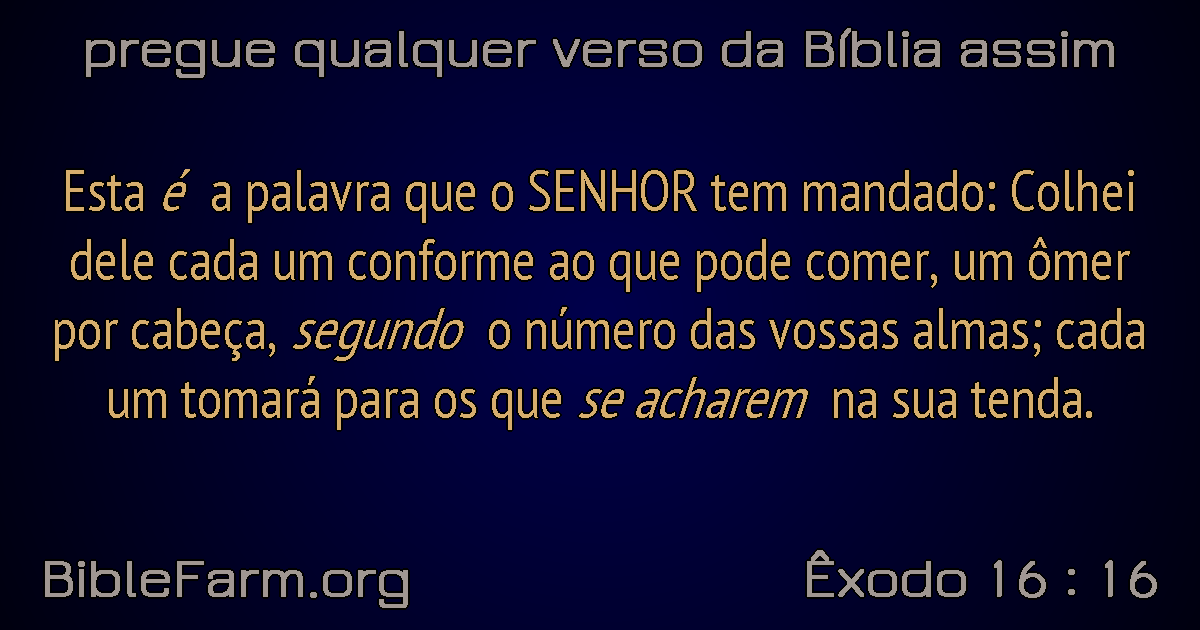 pregue qualquer verso da Bíblia assim
Esta é a palavra que o SENHOR tem mandado: Colhei
dele cada um conforme ao que pode comer, um ômer
por cabeça, segundo o número das vossas almas; cada
um tomará para os que se acharem na sua tenda.
BibleFarm.org
Êxodo 16 : 16